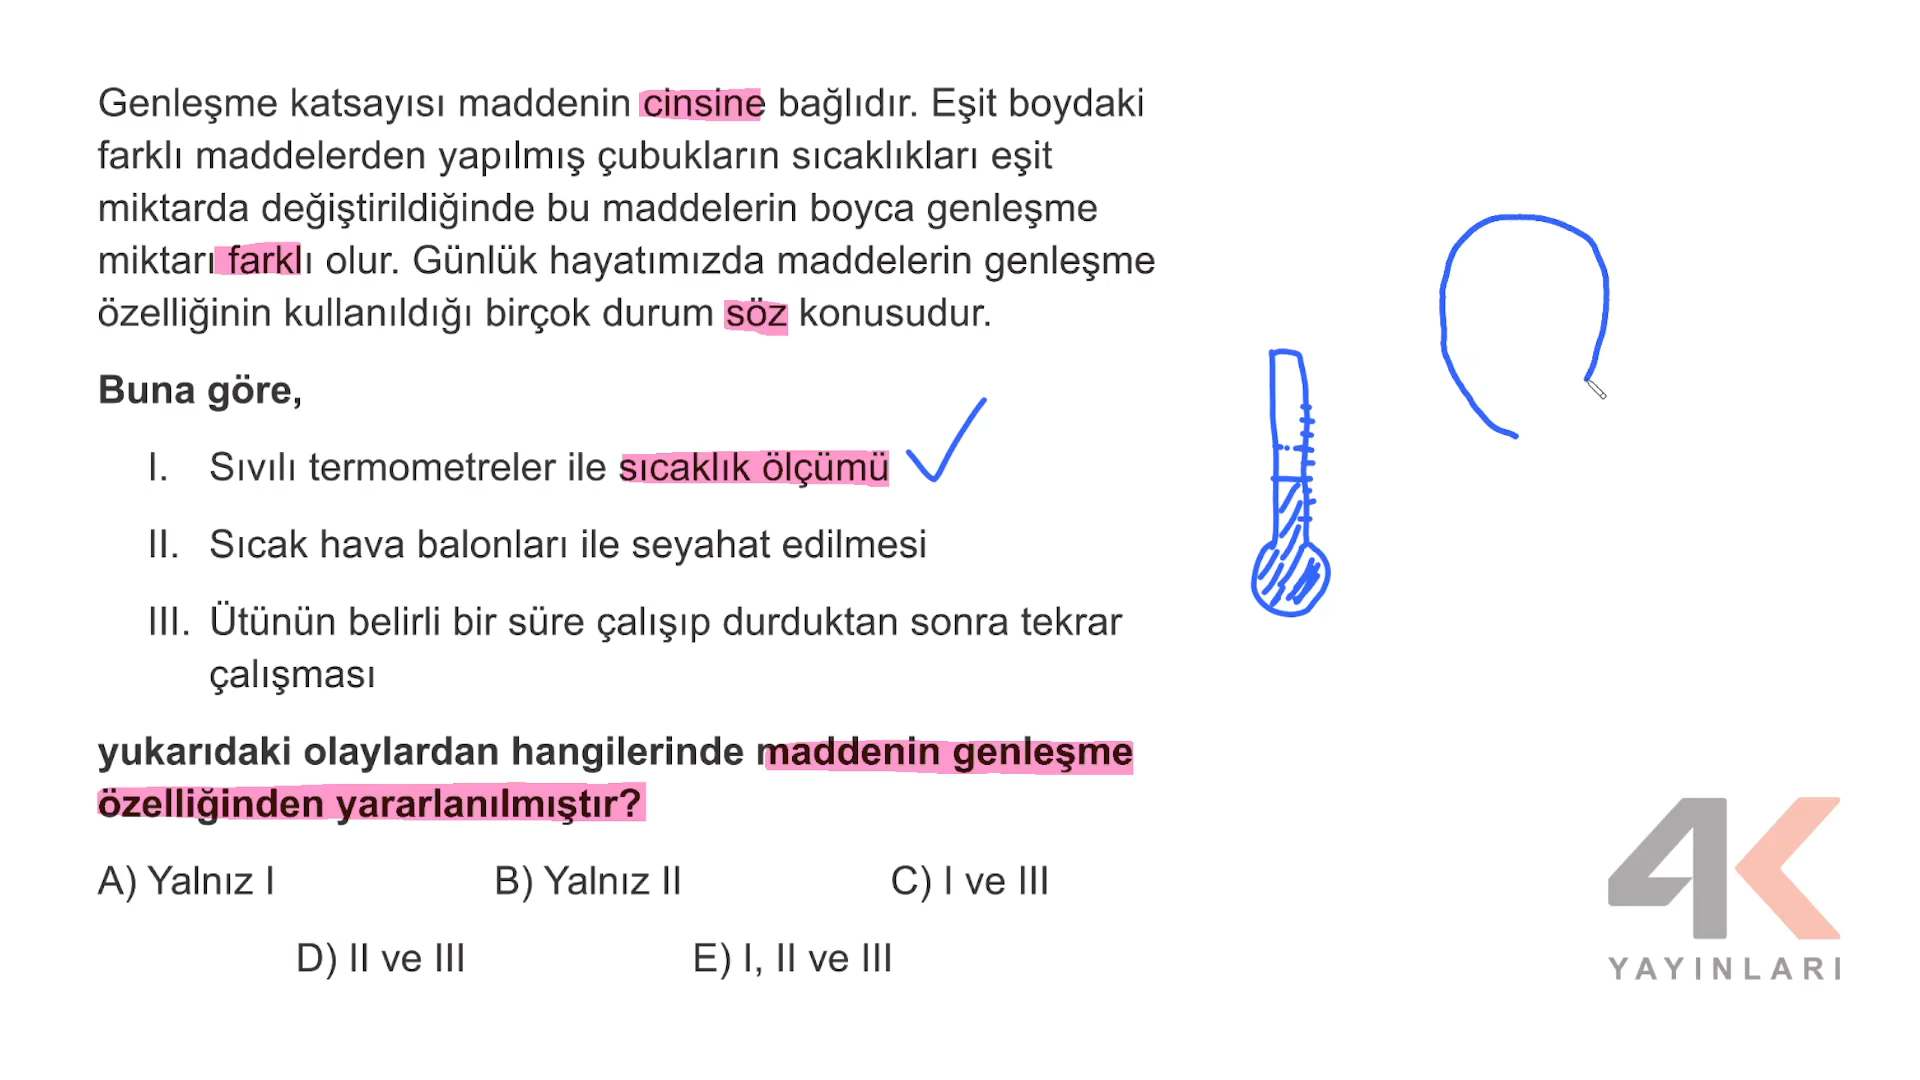 Genleşme katsayısı maddenin cinsine bağlıdır. Eşit boydaki
farklı maddelerden yapılmış çubukların sıcaklıkları eşit
miktarda değiştirildiğinde bu maddelerin boyca genleşme
miktarı farklı olur. Günlük hayatımızda maddelerin genleşme
özelliğinin kullanıldığı birçok durum söz konusudur.
Buna göre,
I. Sıvılı termometreler ile sıcaklık ölçümü
II. Sıcak hava balonları ile seyahat edilmesi
III. Ütünün belirli bir süre çalışıp durduktan sonra tekrar
çalışması
yukarıdaki olaylardan hangilerinde maddenin genleşme
özelliğinden yararlanılmıştır?
A) Yalnız I B) Yalnız II C) I ve III
D) II ve III E) I, II ve III
4K
YAYINLARI